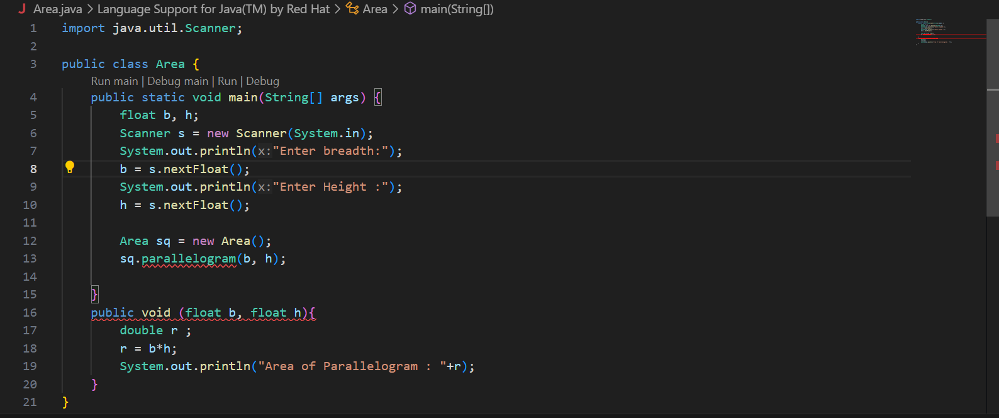 Area.java > Language Support for Java(TM) by Red Hat > Area > main(String[])
1 import java.util.Scanner;
2
3 public class Area {
Run main | Debug main | Run | Debug
4 public static void main(String[] args) {
5 float b, h;
6 Scanner s = new Scanner(System.in);
7 System.out.println(x:"Enter breadth:");
8 b = s.nextFloat();
9 System.out.println(x:"Enter Height :");
10 h = s.nextFloat();
11
12 Area sq = new Area();
13 sq.parallelogram(b, h);
14
15 }
16 public void (float b, float h){
17 double r ;
18 r = b*h;
19 System.out.println("Area of Parallelogram : "+r);
20 }
21 }